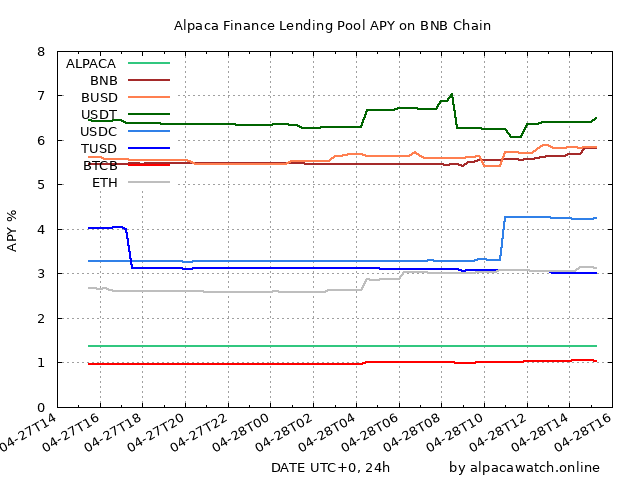 Alpaca Finance Lending Pool APY on BNB Chain
8
7
6
5
4
3
2
1
0
APY %
ALPACA
BNB
BUSD
USDT
USDC
TUSD
BTCB
ETH
04-27T14
04-27T16
04-27T18
04-27T20
04-27T22
04-28T00
04-28T02
04-28T04
04-28T06
04-28T08
04-28T10
04-28T12
04-28T14
04-28T16
DATE UTC+0, 24h
by alpacawatch.online